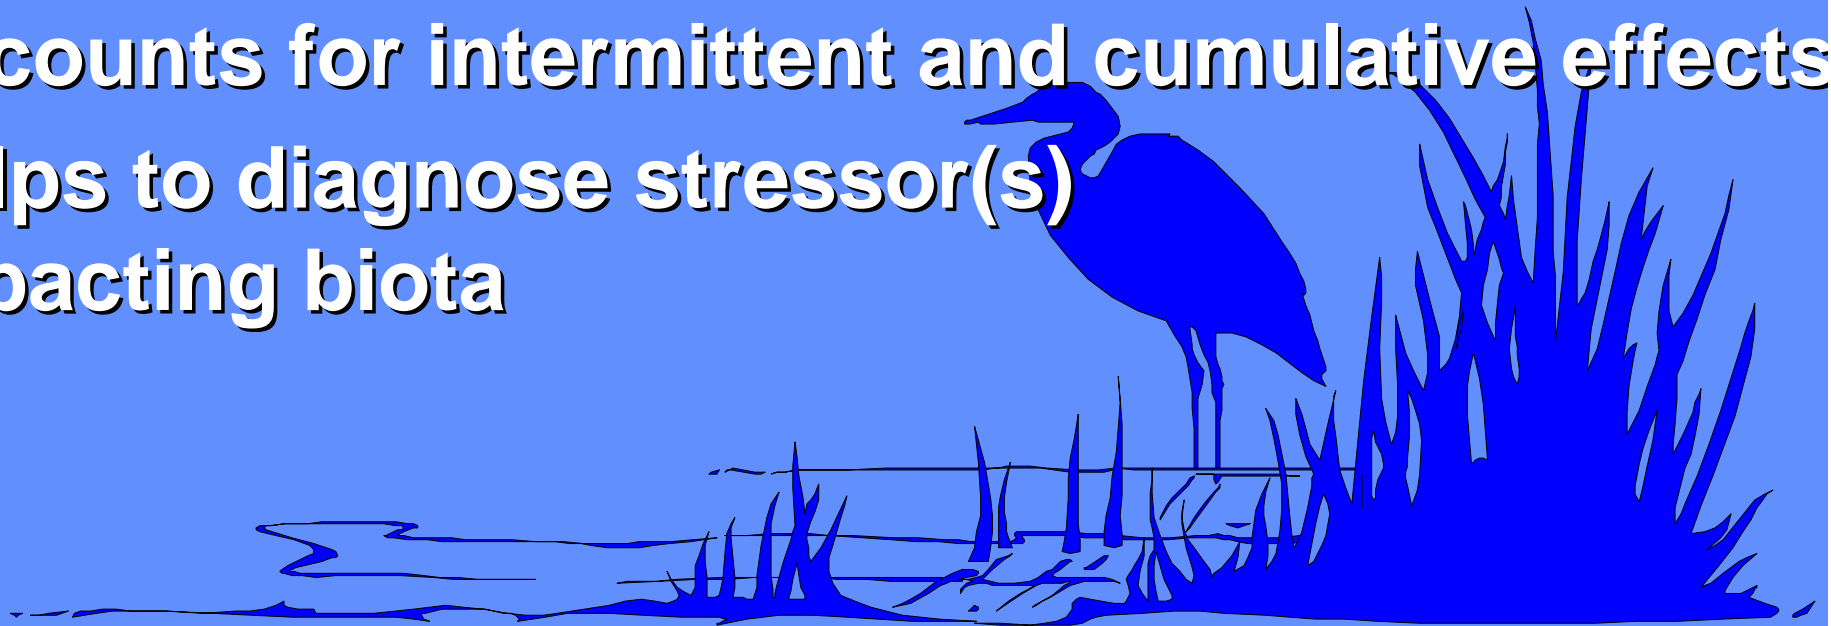 counts for intermittent and cumulative effects
lps to diagnose stressor(s)
pacting biota